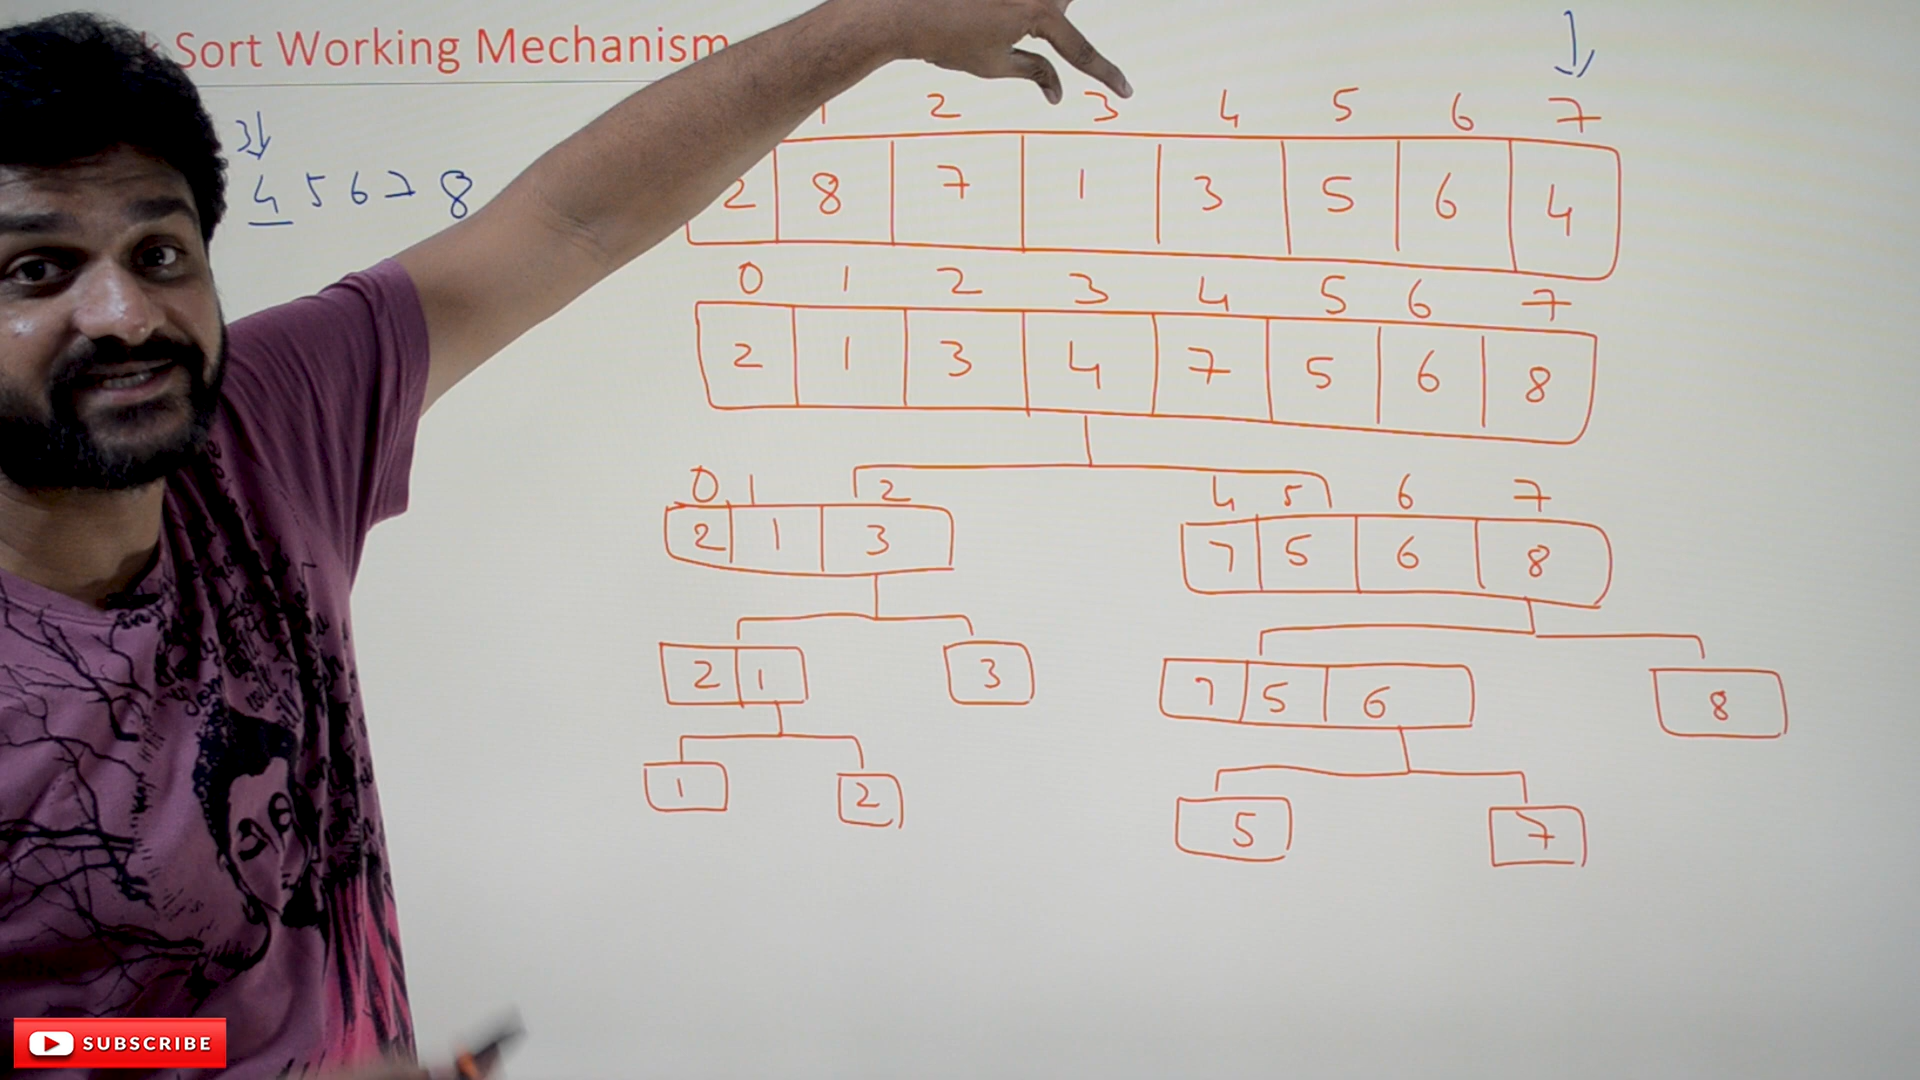 Sort Working Mechanism
3
4 5 6 7 8
1 2 3 4 5 6 7
2 8 7 1 3 5 6 4
0 1 2 3 4 5 6 7
2 1 3 4 7 5 6 8
0 1 2 4 5 6 7
2 1 3 7 5 6 8
2 1 3 7 5 6 8
1 2 5 7
SUBSCRIBE